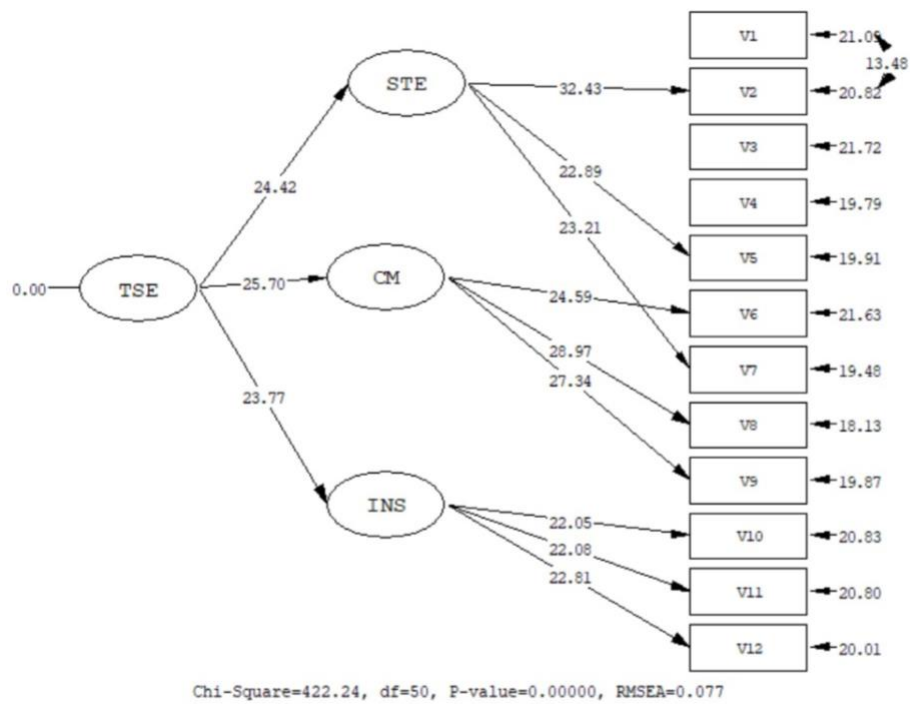 V1 21.09
13.48
STE 32.43 V2 20.82
V3 21.72
24.42 22.89 V4 19.79
23.21 V5 19.91
0.00 TSE 25.70 CM 24.59 V6 21.63
28.97 V7 19.48
27.34
23.77 V8 18.13
V9 19.87
INS 22.05 V10 20.83
22.08
22.81 V11 20.80
V12 20.01
Chi-Square=422.24, df=50, P-value=0.00000, RMSEA=0.077